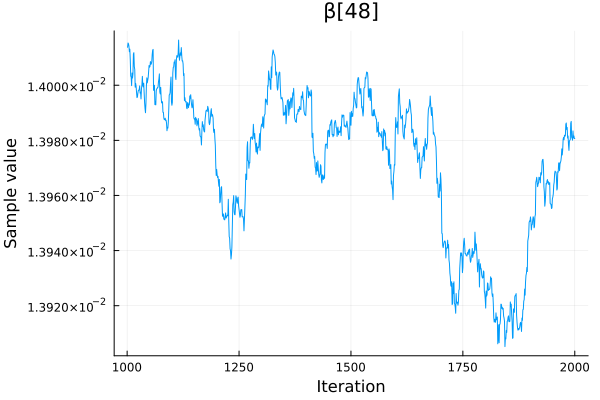 β[48]
Sample value
1.4000×10⁻²
1.3980×10⁻²
1.3960×10⁻²
1.3940×10⁻²
1.3920×10⁻²
1000 1250 1500 1750 2000
Iteration